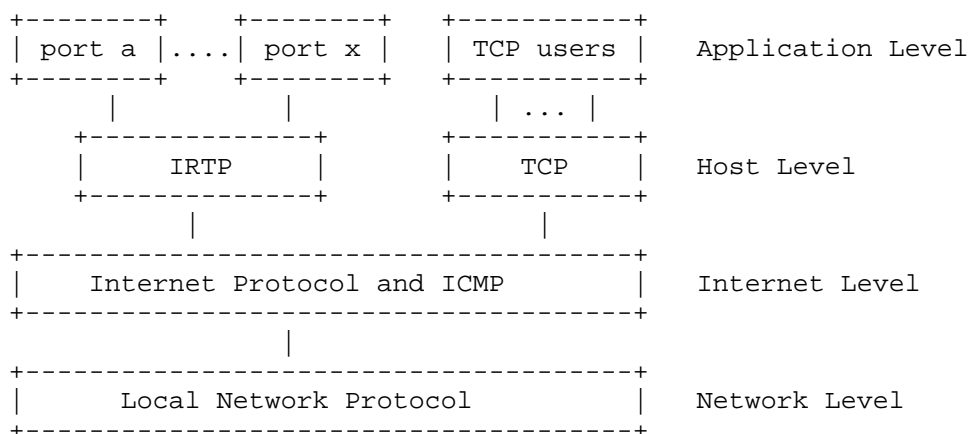 port a .... port x TCP users Application Level
...
IRTP TCP Host Level
Internet Protocol and ICMP Internet Level
Local Network Protocol Network Level